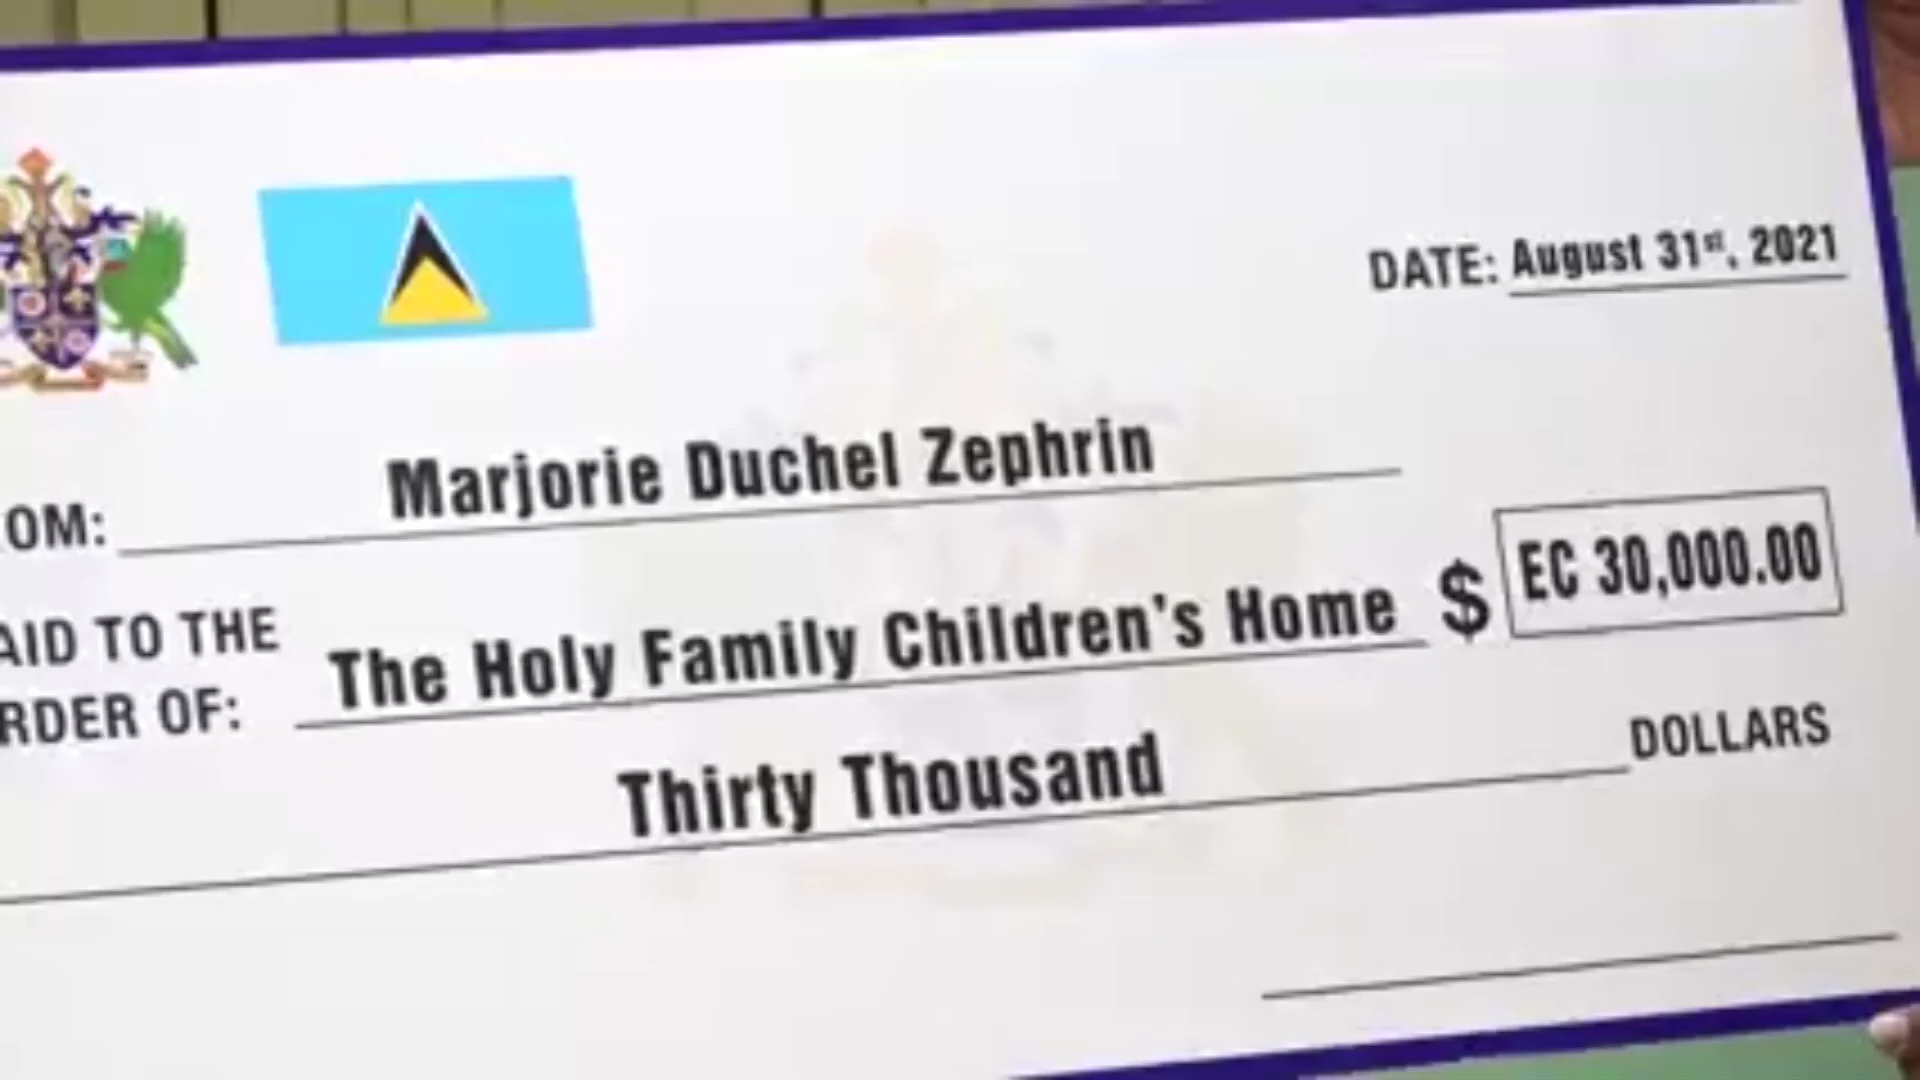 DATE: August 31st, 2021
OM: Marjorie Duchel Zephrin
AID TO THE
RDER OF: The Holy Family Children's Home $ EC 30,000.00
Thirty Thousand DOLLARS